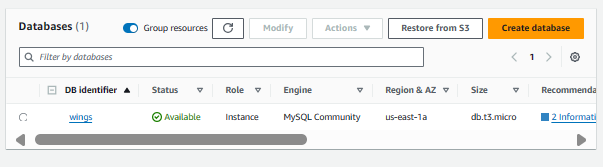 Databases (1)
Group resources
Modify
Actions
Restore from S3
Create database
Filter by databases
1
DB identifier
Status
Role
Engine
Region & AZ
Size
Recommenda
wings
Available
Instance
MySQL Community
us-east-1a
db.t3.micro
2 Informati